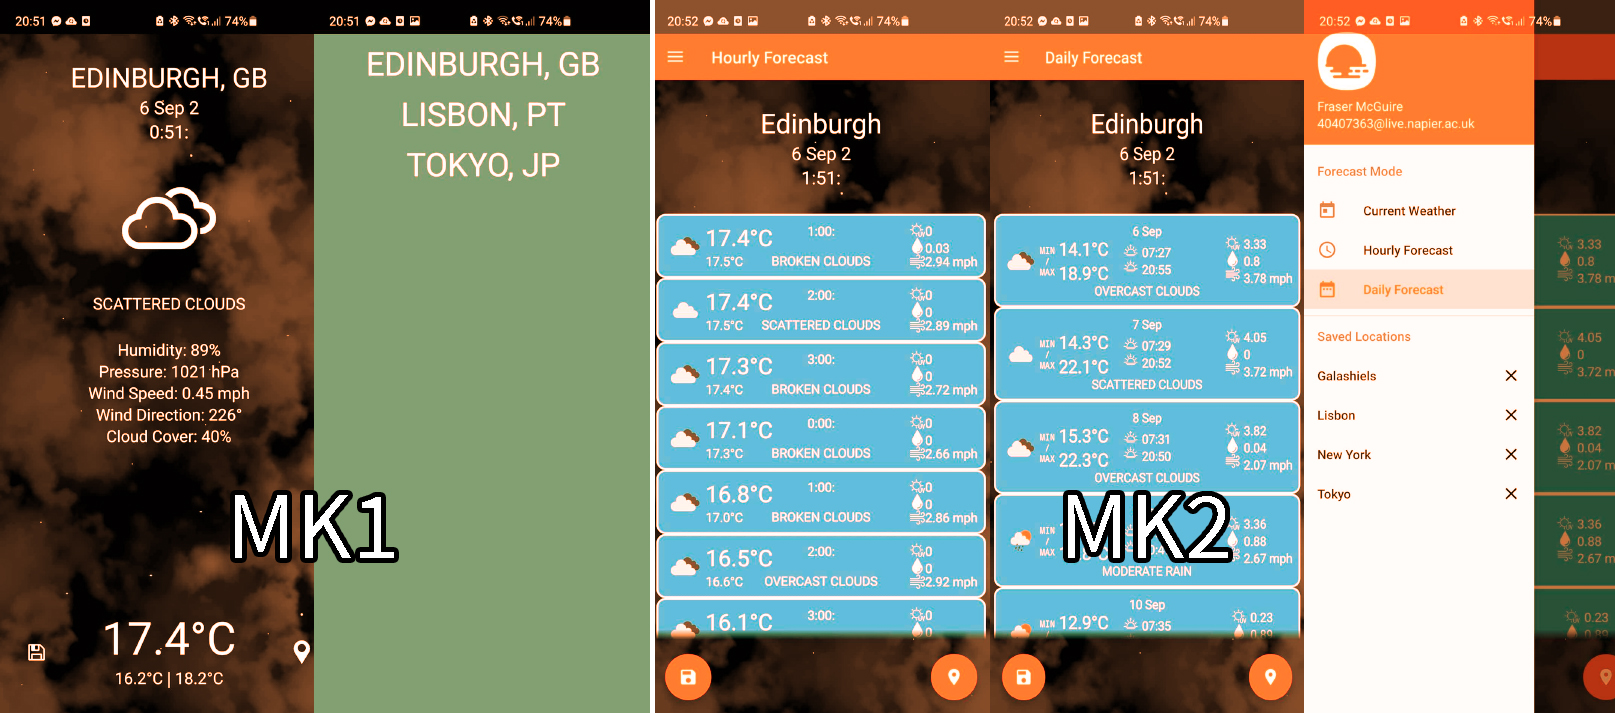 20:51 74%
EDINBURGH, GB
6 Sep 2
0:51:
SCATTERED CLOUDS
Humidity: 89%
Pressure: 1021 hPa
Wind Speed: 0.45 mph
Wind Direction: 226°
Cloud Cover: 40%
17.4°C
16.2°C | 18.2°C
20:51 74%
EDINBURGH, GB
LISBON, PT
TOKYO, JP
MK1
20:52 74%
Hourly Forecast
Edinburgh
6 Sep 2
1:51:
17.4°C 1:00: 0
0.03
17.5°C BROKEN CLOUDS 2.94 mph
17.4°C 2:00: 0
0
17.5°C SCATTERED CLOUDS 2.89 mph
17.3°C 3:00: 0
0
17.4°C BROKEN CLOUDS 2.72 mph
17.1°C 0:00: 0
0
17.3°C BROKEN CLOUDS 2.66 mph
16.8°C 1:00: 0
0
17.0°C BROKEN CLOUDS 2.86 mph
16.5°C 2:00: 0
0
16.6°C OVERCAST CLOUDS 2.92 mph
16.1°C 3:00: 0
0
20:52 74%
Daily Forecast
Edinburgh
6 Sep 2
1:51:
6 Sep
MIN 14.1°C 07:27 3.33
/ 0.8
MAX 18.9°C 20:55 3.78 mph
OVERCAST CLOUDS
7 Sep
MIN 14.3°C 07:29 4.05
/ 0
MAX 22.1°C 20:52 3.72 mph
SCATTERED CLOUDS
8 Sep
MIN 15.3°C 07:31 3.82
/ 0.04
MAX 22.3°C 20:50 2.07 mph
OVERCAST CLOUDS
MIN 3.36
/ 0.88
MAX 2.67 mph
MODERATE RAIN
10 Sep
MIN 12.9°C 07:35 0.23
/ 0.89
MK2
20:52 74%
Fraser McGuire
40407363@live.napier.ac.uk
Forecast Mode
Current Weather
Hourly Forecast
Daily Forecast
Saved Locations
Galashiels
Lisbon
New York
Tokyo
3.33
0.8
3.78 m
4.05
0
3.72 m
3.82
0.04
2.07 m
3.36
0.88
2.67 m
0.23
0.89